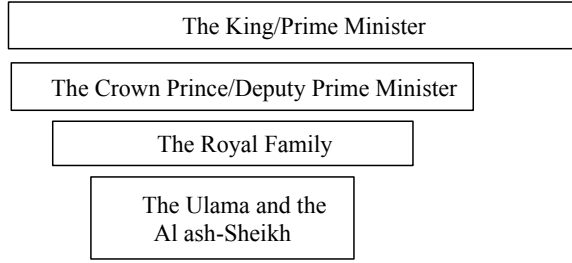 The King/Prime Minister
The Crown Prince/Deputy Prime Minister
The Royal Family
The Ulama and the
Al ash-Sheikh